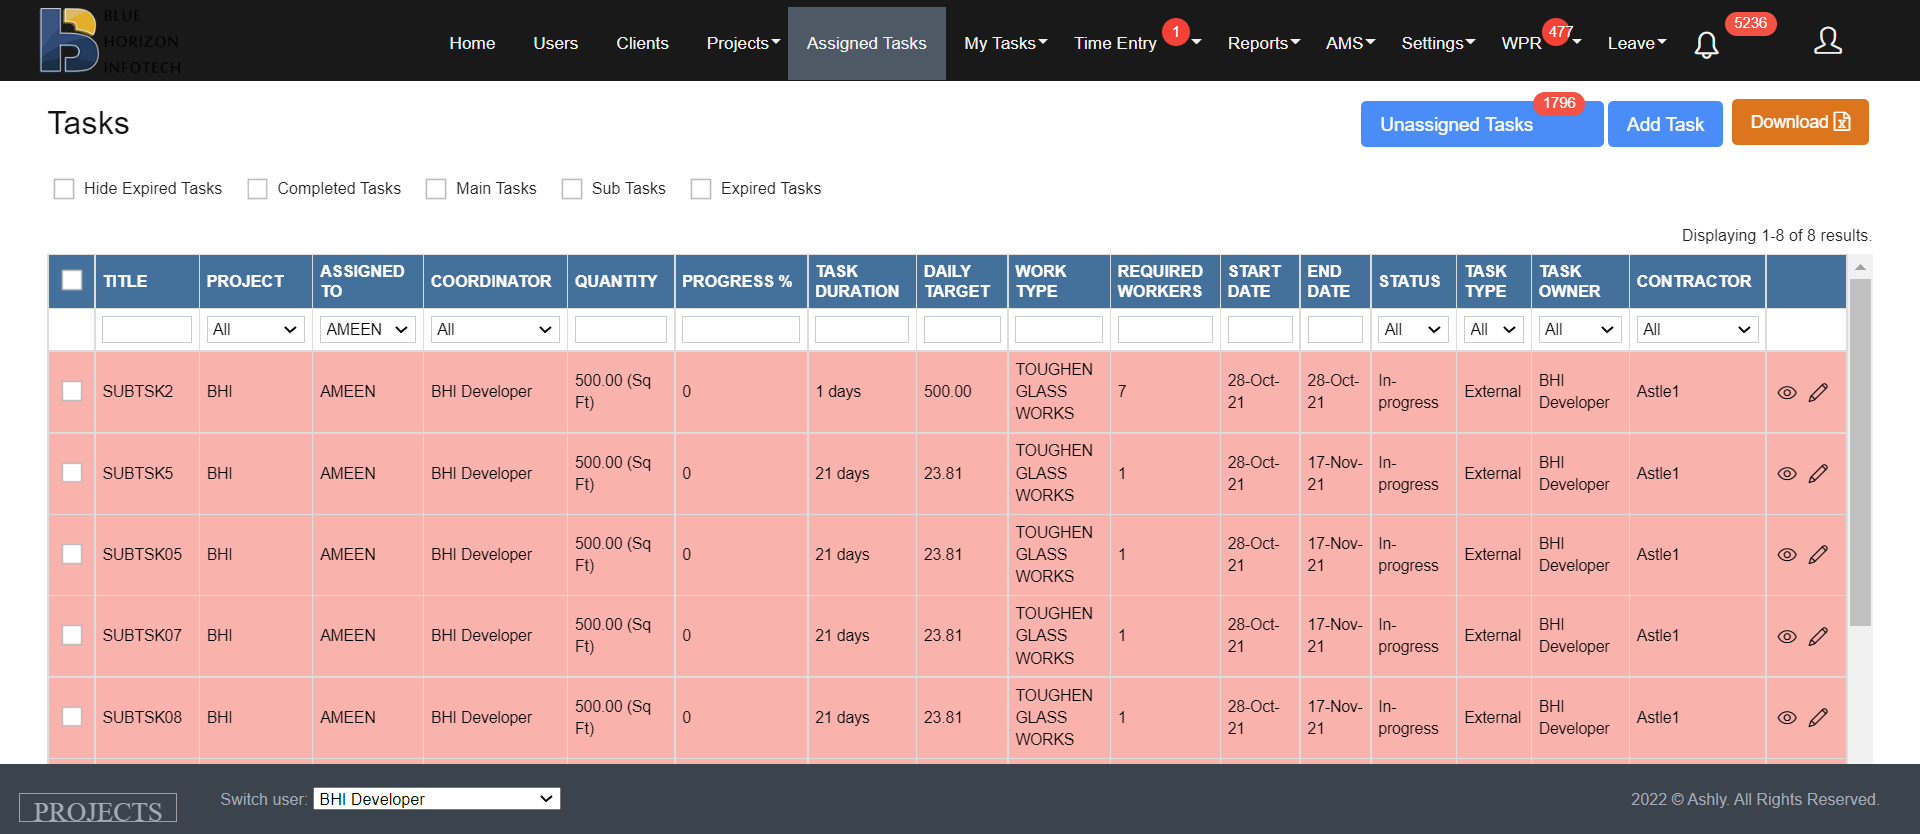 BLUE
HORIZON
INFOTECH
Home Users Clients Projects Assigned Tasks My Tasks Time Entry 1 Reports AMS Settings WPR 477 Leave 5236
Tasks
Unassigned Tasks 1796 Add Task Download
Hide Expired Tasks Completed Tasks Main Tasks Sub Tasks Expired Tasks
Displaying 1-8 of 8 results.
TITLE PROJECT ASSIGNED TO COORDINATOR QUANTITY PROGRESS % TASK DURATION DAILY TARGET WORK TYPE REQUIRED WORKERS START DATE END DATE STATUS TASK TYPE TASK OWNER CONTRACTOR
All AMEEN All All All All All
SUBTSK2 BHI AMEEN BHI Developer 500.00 (Sq Ft) 0 1 days 500.00 TOUGHEN GLASS WORKS 7 28-Oct-21 28-Oct-21 In-progress External BHI Developer Astle1
SUBTSK5 BHI AMEEN BHI Developer 500.00 (Sq Ft) 0 21 days 23.81 TOUGHEN GLASS WORKS 1 28-Oct-21 17-Nov-21 In-progress External BHI Developer Astle1
SUBTSK05 BHI AMEEN BHI Developer 500.00 (Sq Ft) 0 21 days 23.81 TOUGHEN GLASS WORKS 1 28-Oct-21 17-Nov-21 In-progress External BHI Developer Astle1
SUBTSK07 BHI AMEEN BHI Developer 500.00 (Sq Ft) 0 21 days 23.81 TOUGHEN GLASS WORKS 1 28-Oct-21 17-Nov-21 In-progress External BHI Developer Astle1
SUBTSK08 BHI AMEEN BHI Developer 500.00 (Sq Ft) 0 21 days 23.81 TOUGHEN GLASS WORKS 1 28-Oct-21 17-Nov-21 In-progress External BHI Developer Astle1
PROJECTS Switch user: BHI Developer 2022 © Ashly. All Rights Reserved.